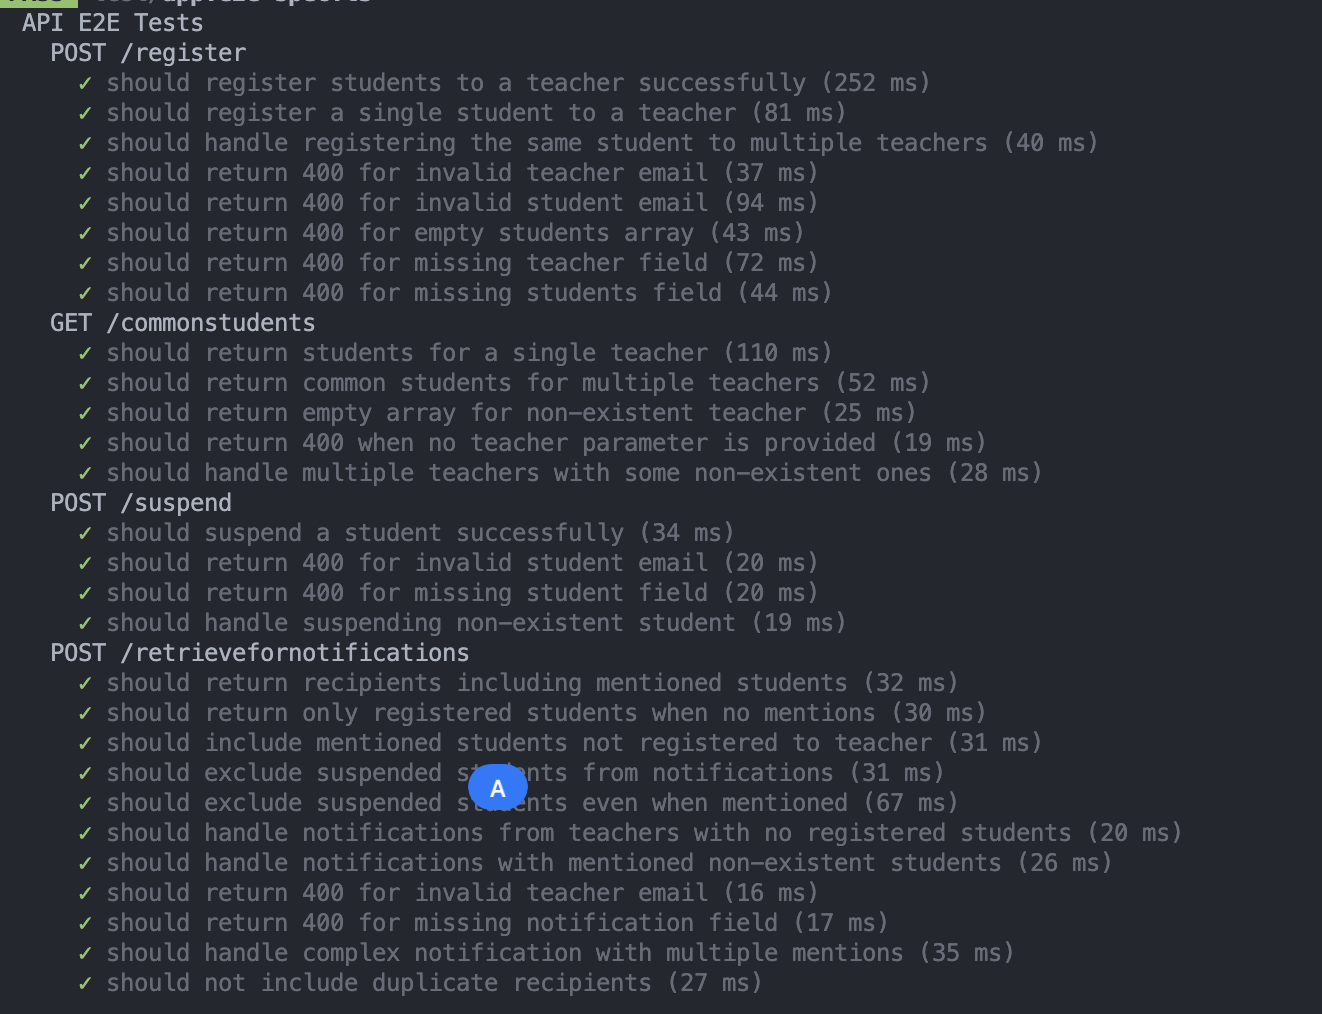 API E2E Tests
POST /register
✓ should register students to a teacher successfully (252 ms)
✓ should register a single student to a teacher (81 ms)
✓ should handle registering the same student to multiple teachers (40 ms)
✓ should return 400 for invalid teacher email (37 ms)
✓ should return 400 for invalid student email (94 ms)
✓ should return 400 for empty students array (43 ms)
✓ should return 400 for missing teacher field (72 ms)
✓ should return 400 for missing students field (44 ms)
GET /commonstudents
✓ should return students for a single teacher (110 ms)
✓ should return common students for multiple teachers (52 ms)
✓ should return empty array for non-existent teacher (25 ms)
✓ should return 400 when no teacher parameter is provided (19 ms)
✓ should handle multiple teachers with some non-existent ones (28 ms)
POST /suspend
✓ should suspend a student successfully (34 ms)
✓ should return 400 for invalid student email (20 ms)
✓ should return 400 for missing student field (20 ms)
✓ should handle suspending non-existent student (19 ms)
POST /retrievefornotifications
✓ should return recipients including mentioned students (32 ms)
✓ should return only registered students when no mentions (30 ms)
✓ should include mentioned students not registered to teacher (31 ms)
✓ should exclude suspended students from notifications (31 ms)
A
✓ should exclude suspended students even when mentioned (67 ms)
✓ should handle notifications from teachers with no registered students (20 ms)
✓ should handle notifications with mentioned non-existent students (26 ms)
✓ should return 400 for invalid teacher email (16 ms)
✓ should return 400 for missing notification field (17 ms)
✓ should handle complex notification with multiple mentions (35 ms)
✓ should not include duplicate recipients (27 ms)